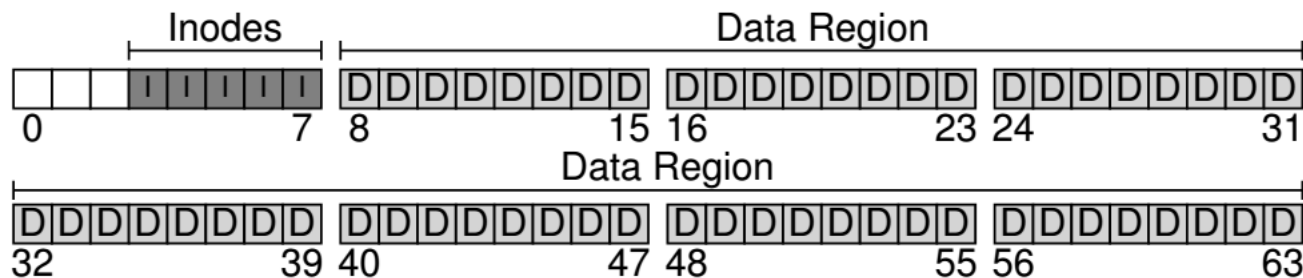 Inodes Data Region
I I I I I D D D D D D D D D D D D D D D D D D D D D D D D
0 7 8 15 16 23 24 31
Data Region
D D D D D D D D D D D D D D D D D D D D D D D D D D D D D D D D
32 39 40 47 48 55 56 63